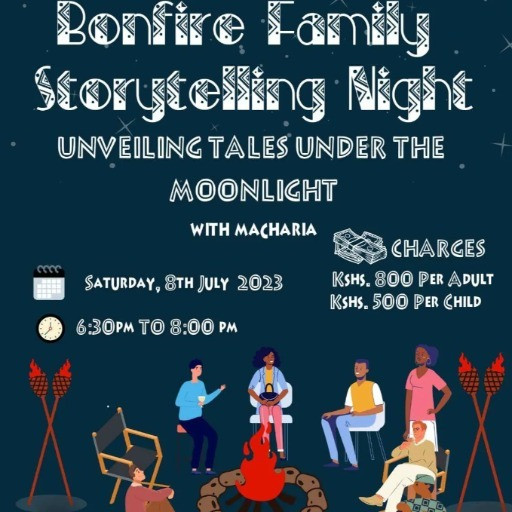 Bonfire Family
Storytelling Night
UNVEILING TALES UNDER THE
MOONLIGHT
WITH MACHARIA
CHARGES
Saturday, 8th July 2023
Kshs. 800 Per Adult
Kshs. 500 Per Child
6:30pm TO 8:00 pm